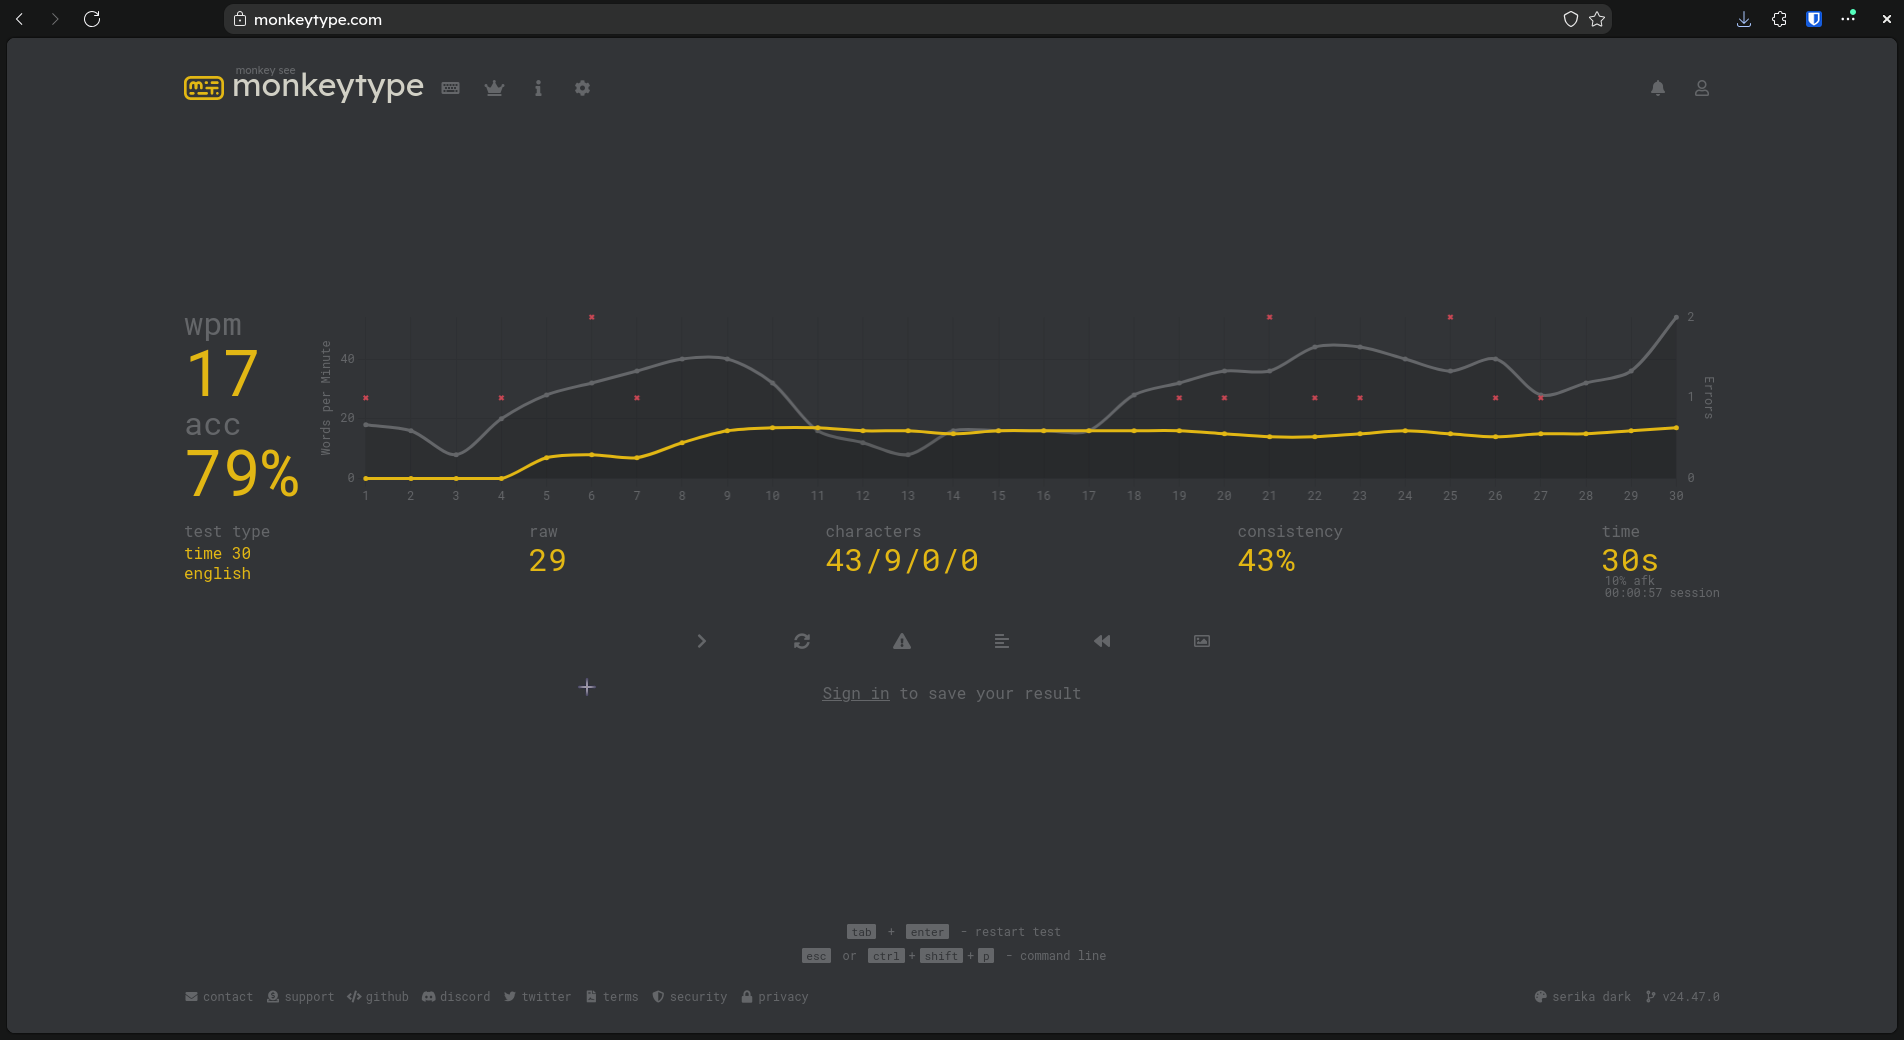 monkeytype.com
monkey see
monkeytype
wpm
17
acc
79%
Words per Minute
40
20
0
2
1
0
Errors
1 2 3 4 5 6 7 8 9 10 11 12 13 14 15 16 17 18 19 20 21 22 23 24 25 26 27 28 29 30
test type
time 30
english
raw
29
characters
43/9/0/0
consistency
43%
time
30s
10% afk
00:00:57 session
Sign in to save your result
tab + enter - restart test
esc or ctrl + shift + p - command line
contact support github discord twitter terms security privacy
serika dark v24.47.0